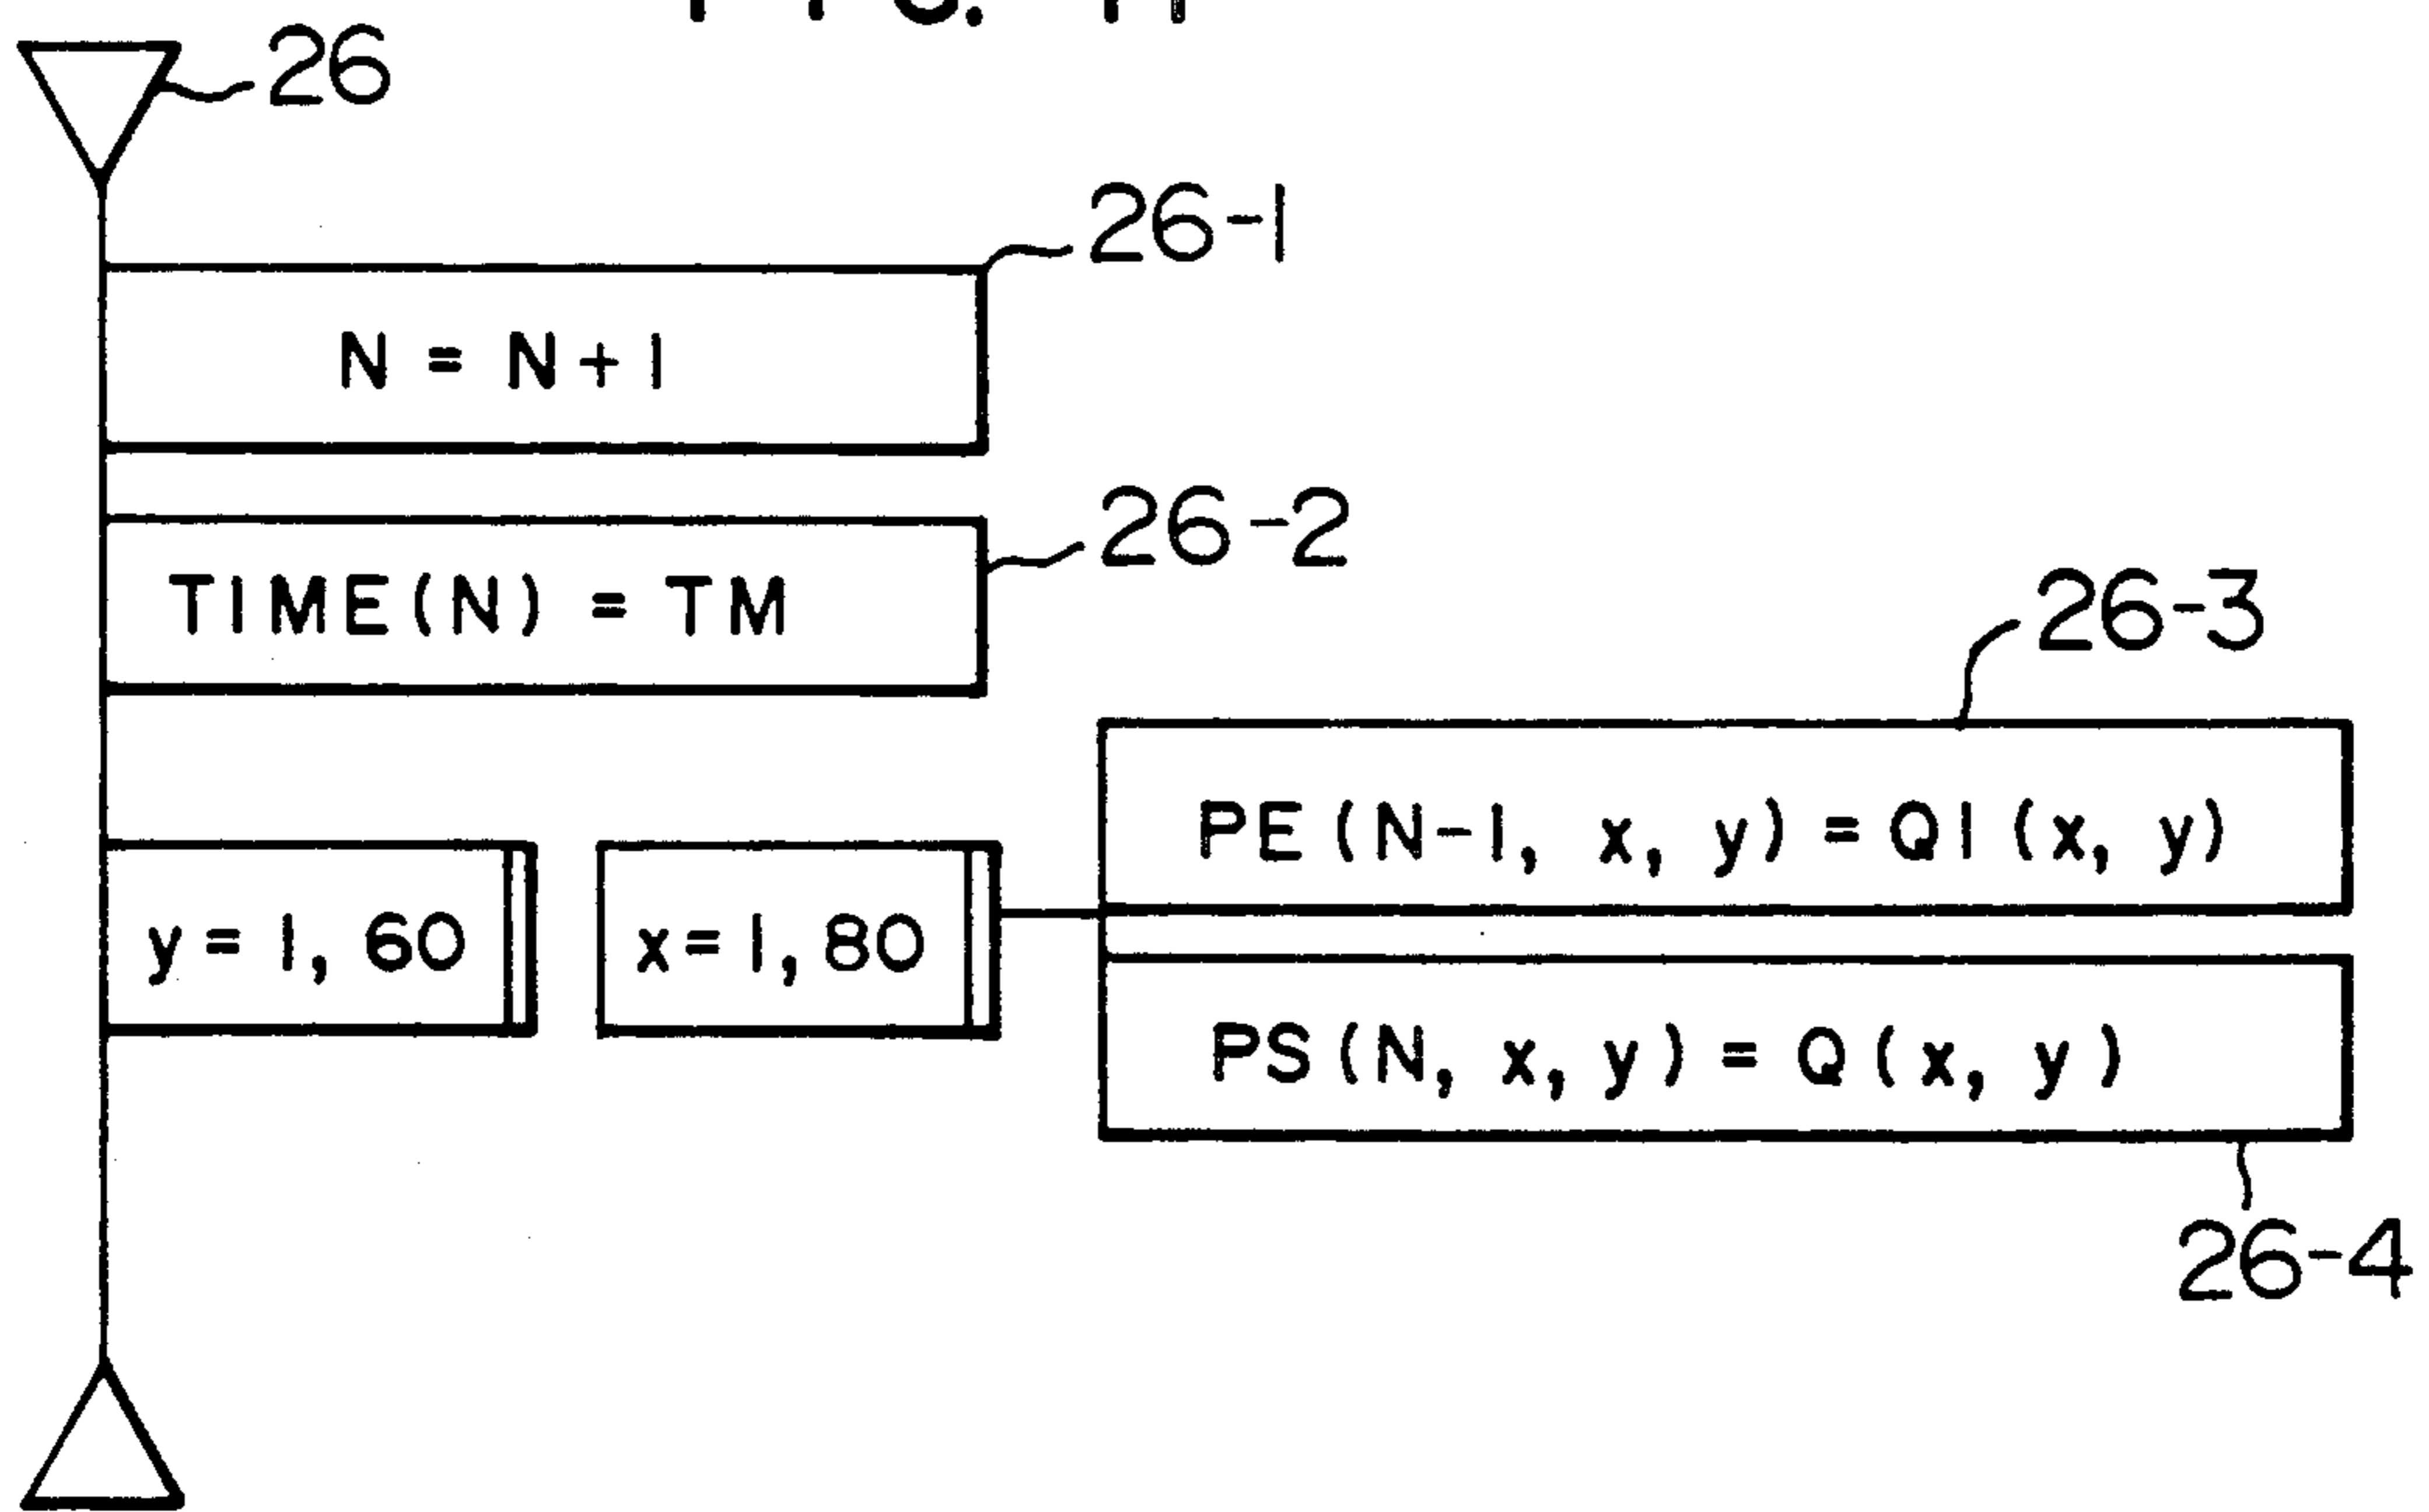 FIG.
26
26-1
N = N+1
26-2
TIME(N) = TM
26-3
PE (N-1, x, y) = Q1 (x, y)
y = 1, 60
x = 1, 80
PS (N, x, y) = Q (x, y)
26-4